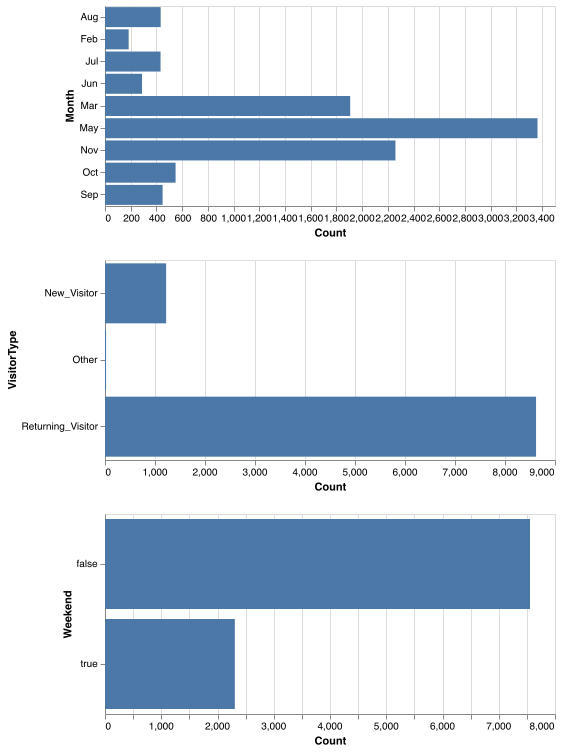 Month
Aug
Feb
Jul
Jun
Mar
May
Nov
Oct
Sep
0 200 400 600 800 1,000 1,200 1,400 1,600 1,800 2,000 2,200 2,400 2,600 2,800 3,000 3,200 3,400
Count
VisitorType
New_Visitor
Other
Returning_Visitor
0 1,000 2,000 3,000 4,000 5,000 6,000 7,000 8,000 9,000
Count
Weekend
false
true
0 1,000 2,000 3,000 4,000 5,000 6,000 7,000 8,000
Count